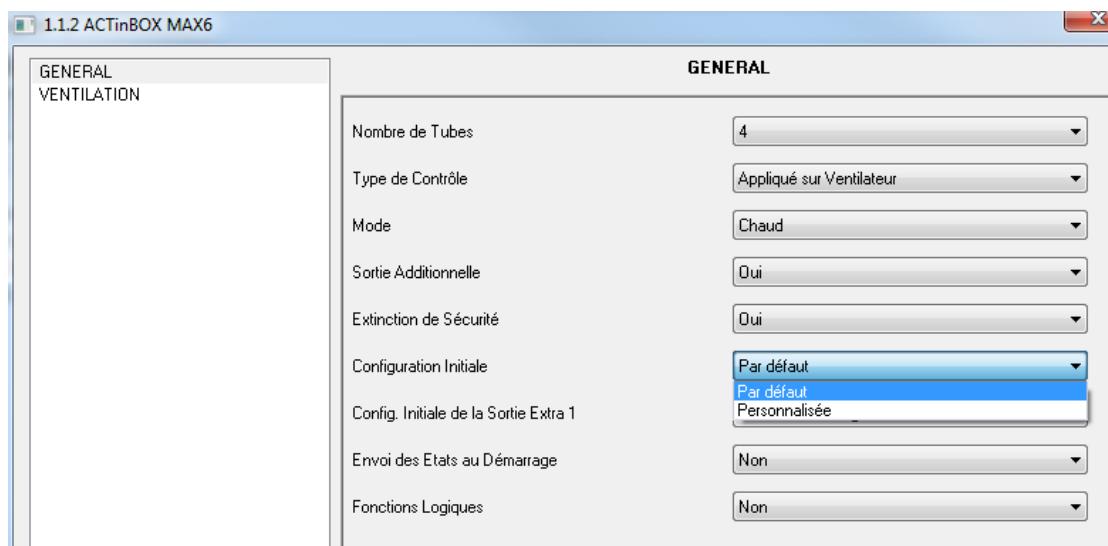 1.1.2 ACTinBOX MAX6
GENERAL
VENTILATION
GENERAL
Nombre de Tubes 4
Type de Contrôle Appliqué sur Ventilateur
Mode Chaud
Sortie Additionnelle Oui
Extinction de Sécurité Oui
Configuration Initiale Par défaut
Par défaut
Personnalisée
Config. Initiale de la Sortie Extra 1
Envoi des Etats au Démarrage Non
Fonctions Logiques Non